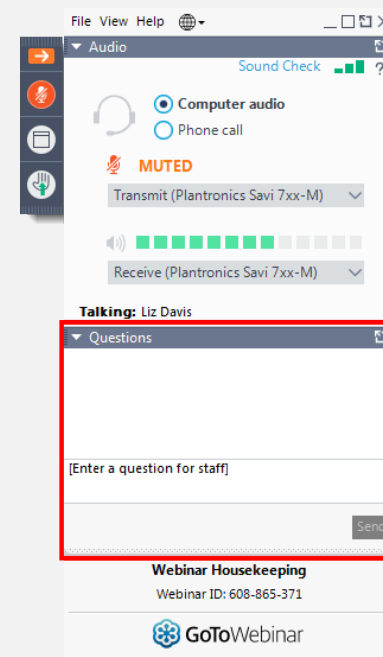 File View Help
Audio
Sound Check
?
Computer audio
Phone call
MUTED
Transmit (Plantronics Savi 7xx-M)
Receive (Plantronics Savi 7xx-M)
Talking: Liz Davis
Questions
[Enter a question for staff]
Send
Webinar Housekeeping
Webinar ID: 608-865-371
GoToWebinar